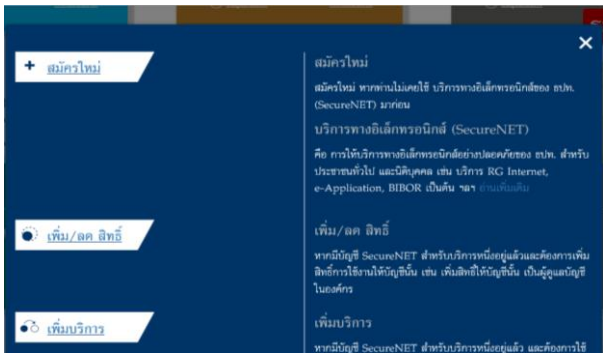 สมัครใหม่
สมัครใหม่
สมัครใหม่ หากท่านไม่เคยใช้ บริการทางอิเล็กทรอนิกส์ของ ธปท.
(SecureNET) มาก่อน
บริการทางอิเล็กทรอนิกส์ (SecureNET)
คือ การให้บริการทางอิเล็กทรอนิกส์อย่างปลอดภัยของ ธปท. สำหรับ
ประชาชนทั่วไป และนิติบุคคล เช่น บริการ RG Internet,
e-Application, BIBOR เป็นต้น ฯลฯ อ่านเพิ่มเติม
เพิ่ม/ลด สิทธิ์
เพิ่ม/ลด สิทธิ์
หากมีบัญชี SecureNET สำหรับบริการหนึ่งอยู่แล้วและต้องการเพิ่ม
สิทธิ์การใช้งานให้บัญชีนั้น เช่น เพิ่มสิทธิ์ให้บัญชีนั้น เป็นผู้ดูแลบัญชี
ในองค์กร
เพิ่มบริการ
เพิ่มบริการ
หากมีบัญชี SecureNET สำหรับบริการหนึ่งอยู่แล้ว และต้องการใช้